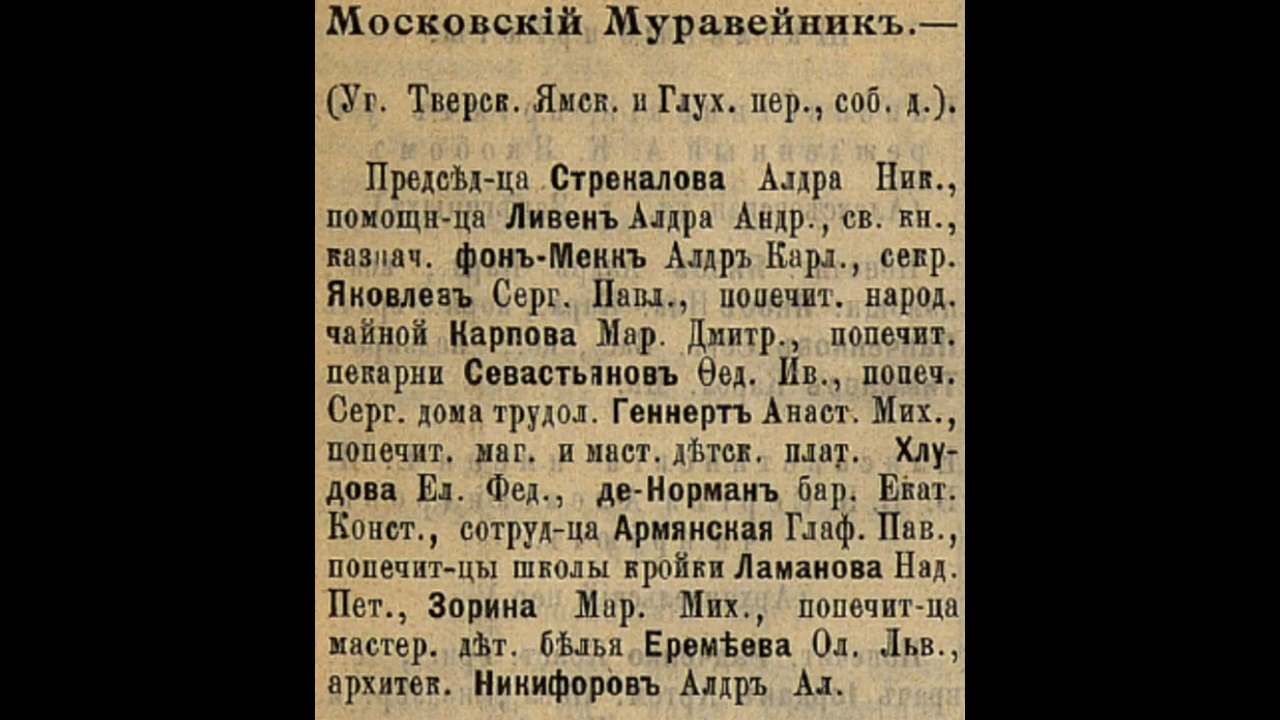 Московскій Муравейникъ.—
(Уг. Тверск. Ямск. и Глух. пер., соб. д.).
Предсѣд-ца Стрекалова Алдра Ник.,
помощн-ца Ливенъ Алдра Андр., св. кн.,
казнач. фонъ-Меккъ Алдръ Карл., секр.
Яковлевъ Серг. Павл., попечит. народ.
чайной Карпова Мар. Дмитр., попечит.
пекарни Севастьяновъ Ѳед. Ив., попеч.
Серг. дома трудол. Геннертъ Анаст. Мих.,
попечит. маг. и маст. дѣтск. плат. Хлу-
дова Ел. Фед., де-Норманъ бар. Екат.
Конст., сотруд-ца Армянская Глаф. Пав.,
попечит-цы школы кройки Ламанова Над.
Пет., Зорина Мар. Мих., попечит-ца
мастер. дѣт. бѣлья Еремѣева Ол. Льв.,
архитек. Никифоровъ Алдръ Ал.